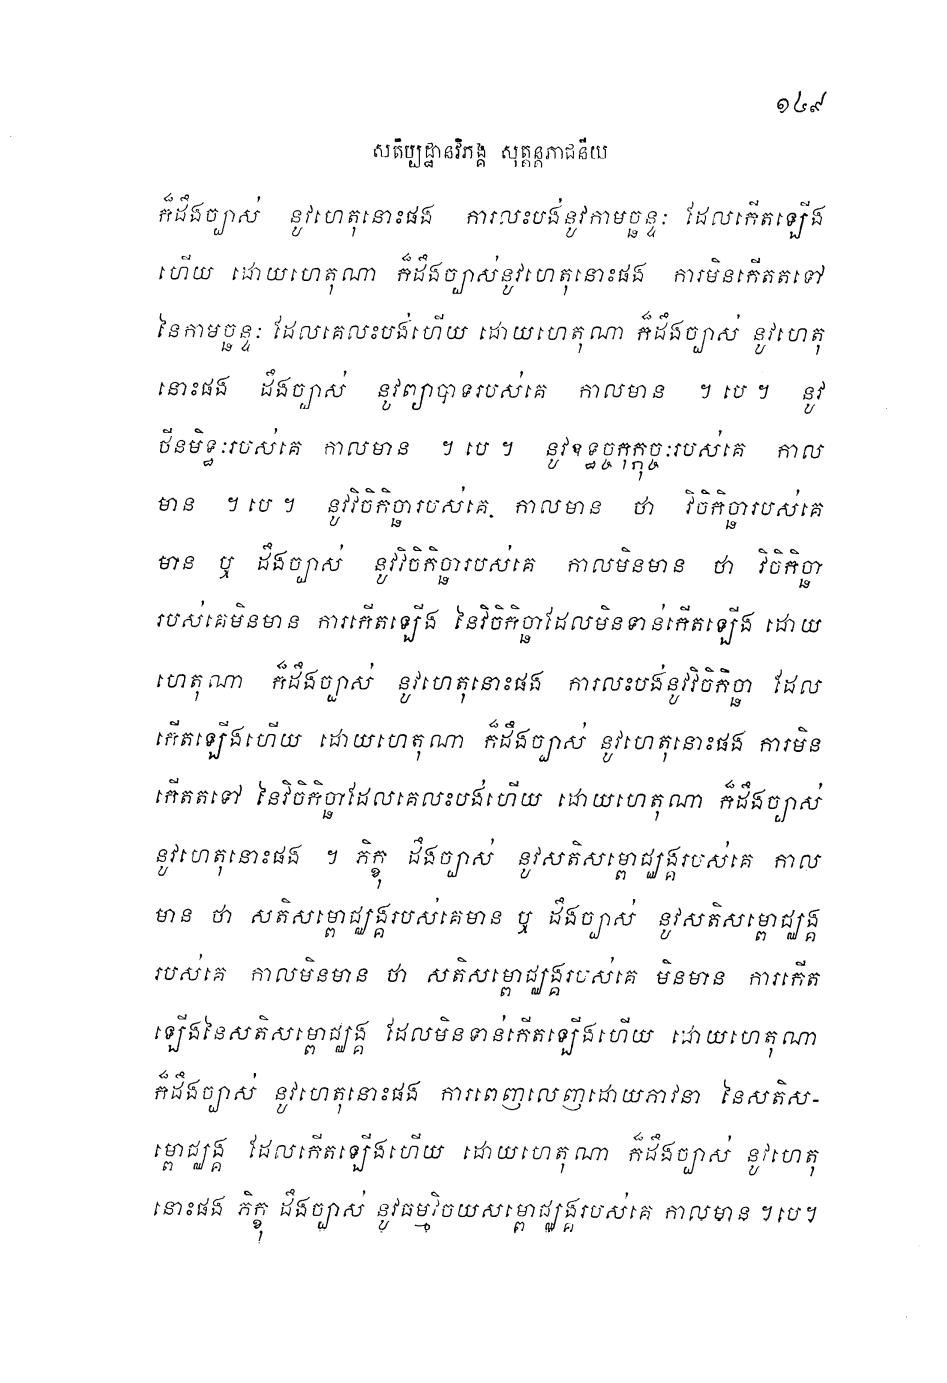 ១៤៩
សតិប្បដ្ឋានវិភង្គ សុត្តន្តភាជនីយ
ក៏ដឹងច្បាស់ នូវហេតុនោះផង ការលះបង់នូវកាមច្ឆន្ទៈ ដែលកើតឡើង
ហើយ ដោយហេតុណា ក៏ដឹងច្បាស់នូវហេតុនោះផង ការមិនកើតតទៅ
នៃកាមច្ឆន្ទៈ ដែលគេលះបង់ហើយ ដោយហេតុណា ក៏ដឹងច្បាស់ នូវហេតុ
នោះផង ដឹងច្បាស់ នូវព្យាបាទរបស់គេ កាលមាន ។ បេ ។ នូវ
ថីនមិទ្ធៈរបស់គេ កាលមាន ។ បេ ។ នូវឧទ្ធច្ចកុក្កុច្ចៈរបស់គេ កាល
មាន ។ បេ ។ នូវវិចិកិច្ឆារបស់គេ កាលមាន ថា វិចិកិច្ឆារបស់គេ
មាន ឬ ដឹងច្បាស់ នូវវិចិកិច្ឆារបស់គេ កាលមិនមាន ថា វិចិកិច្ឆា
របស់គេមិនមាន ការកើតឡើង នៃវិចិកិច្ឆាដែលមិនទាន់កើតឡើង ដោយ
ហេតុណា ក៏ដឹងច្បាស់ នូវហេតុនោះផង ការលះបង់នូវវិចិកិច្ឆា ដែល
កើតឡើងហើយ ដោយហេតុណា ក៏ដឹងច្បាស់ នូវហេតុនោះផង ការមិន
កើតតទៅ នៃវិចិកិច្ឆាដែលគេលះបង់ហើយ ដោយហេតុណា ក៏ដឹងច្បាស់
នូវហេតុនោះផង ។ ភិក្ខុ ដឹងច្បាស់ នូវសតិសម្ពោជ្ឈង្គរបស់គេ កាល
មាន ថា សតិសម្ពោជ្ឈង្គរបស់គេមាន ឬ ដឹងច្បាស់ នូវសតិសម្ពោជ្ឈង្គ
របស់គេ កាលមិនមាន ថា សតិសម្ពោជ្ឈង្គរបស់គេ មិនមាន ការកើត
ឡើងនៃសតិសម្ពោជ្ឈង្គ ដែលមិនទាន់កើតឡើងហើយ ដោយហេតុណា
ក៏ដឹងច្បាស់ នូវហេតុនោះផង ការពេញលេញដោយភាវនា នៃសតិស-
ម្ពោជ្ឈង្គ ដែលកើតឡើងហើយ ដោយហេតុណា ក៏ដឹងច្បាស់ នូវហេតុ
នោះផង ភិក្ខុ ដឹងច្បាស់ នូវធម្មវិចយសម្ពោជ្ឈង្គរបស់គេ កាលមាន ។ បេ ។